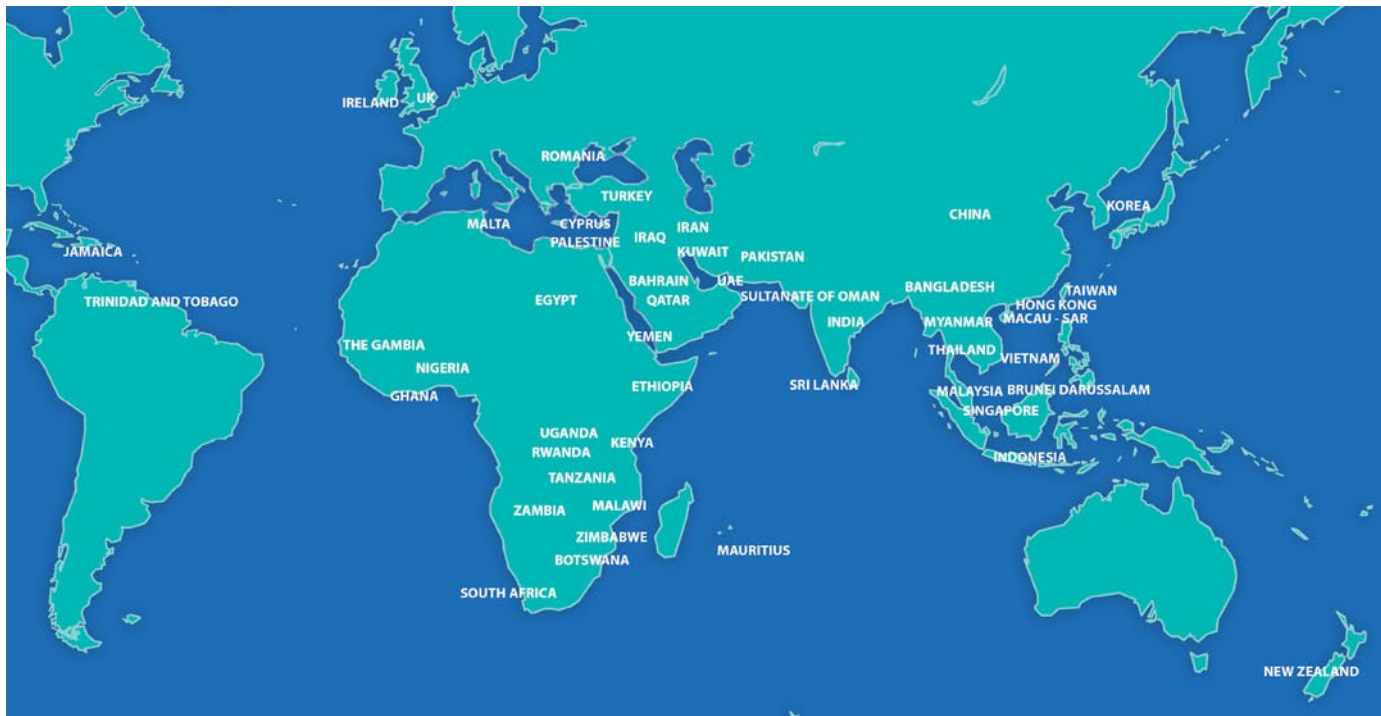 IRELAND
UK
ROMANIA
TURKEY
MALTA
CYPRUS
PALESTINE
IRAQ
IRAN
KUWAIT
PAKISTAN
CHINA
KOREA
JAMAICA
TRINIDAD AND TOBAGO
EGYPT
BAHRAIN
QATAR
UAE
SULTANATE OF OMAN
BANGLADESH
TAIWAN
HONG KONG
MACAU - SAR
INDIA
MYANMAR
YEMEN
THE GAMBIA
NIGERIA
GHANA
ETHIOPIA
SRI LANKA
THAILAND
VIETNAM
MALAYSIA
BRUNEI DARUSSALAM
SINGAPORE
INDONESIA
UGANDA
KENYA
RWANDA
TANZANIA
ZAMBIA
MALAWI
ZIMBABWE
BOTSWANA
MAURITIUS
SOUTH AFRICA
NEW ZEALAND